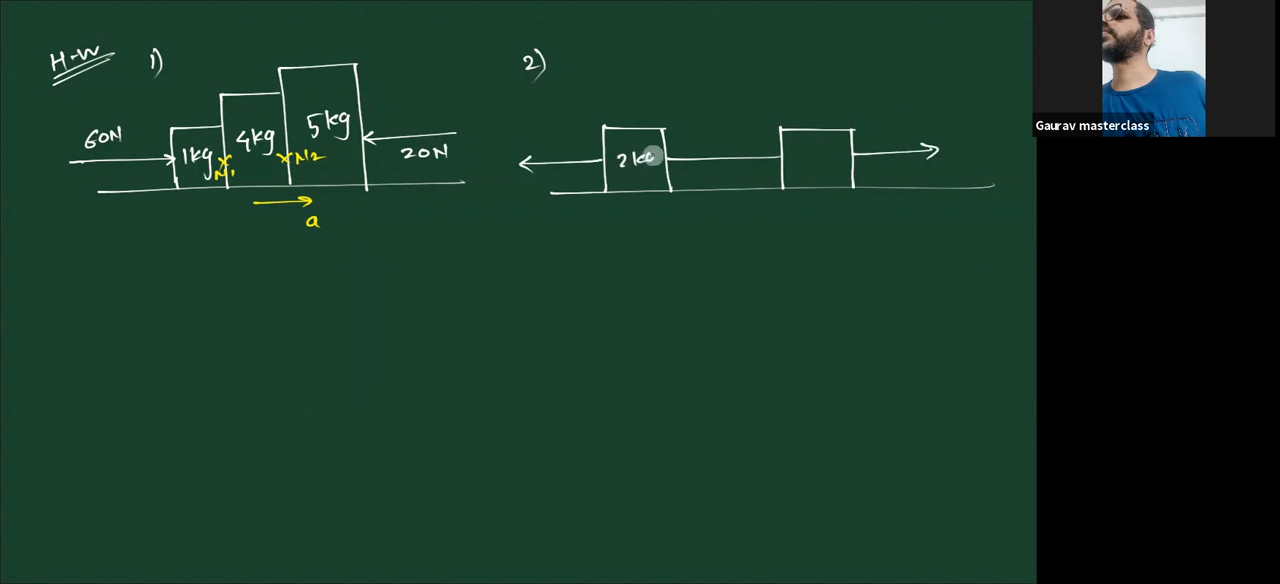 H-W
1)
60N
1kg
4kg
5kg
20N
N1
N2
a
2)
2kg
Gaurav masterclass